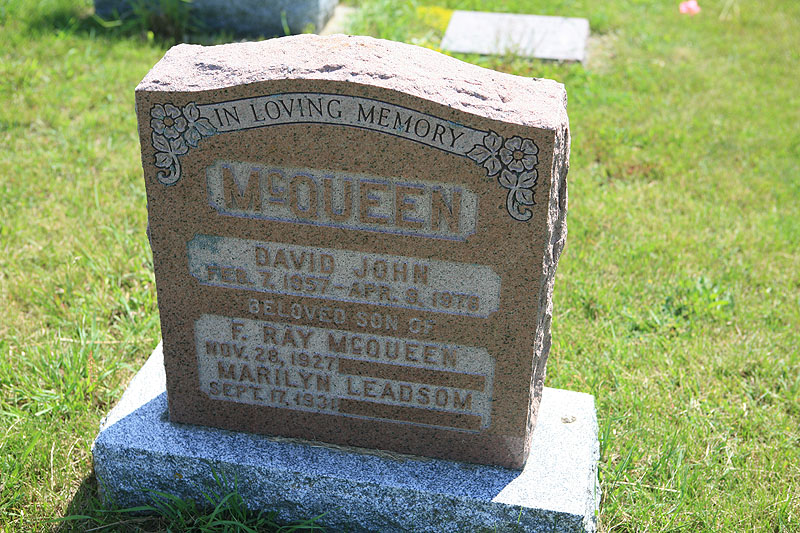 IN LOVING MEMORY
McQUEEN
DAVID JOHN
FEB. 7, 1957 – APR. 8, 1978
BELOVED SON OF
F. RAY McQUEEN
NOV. 28, 1927
MARILYN LEADSOM
SEPT. 17, 1931